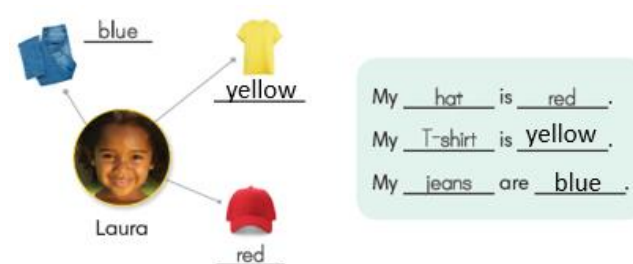 blue
yellow
Laura
red
My hat is red.
My T-shirt is yellow.
My jeans are blue.